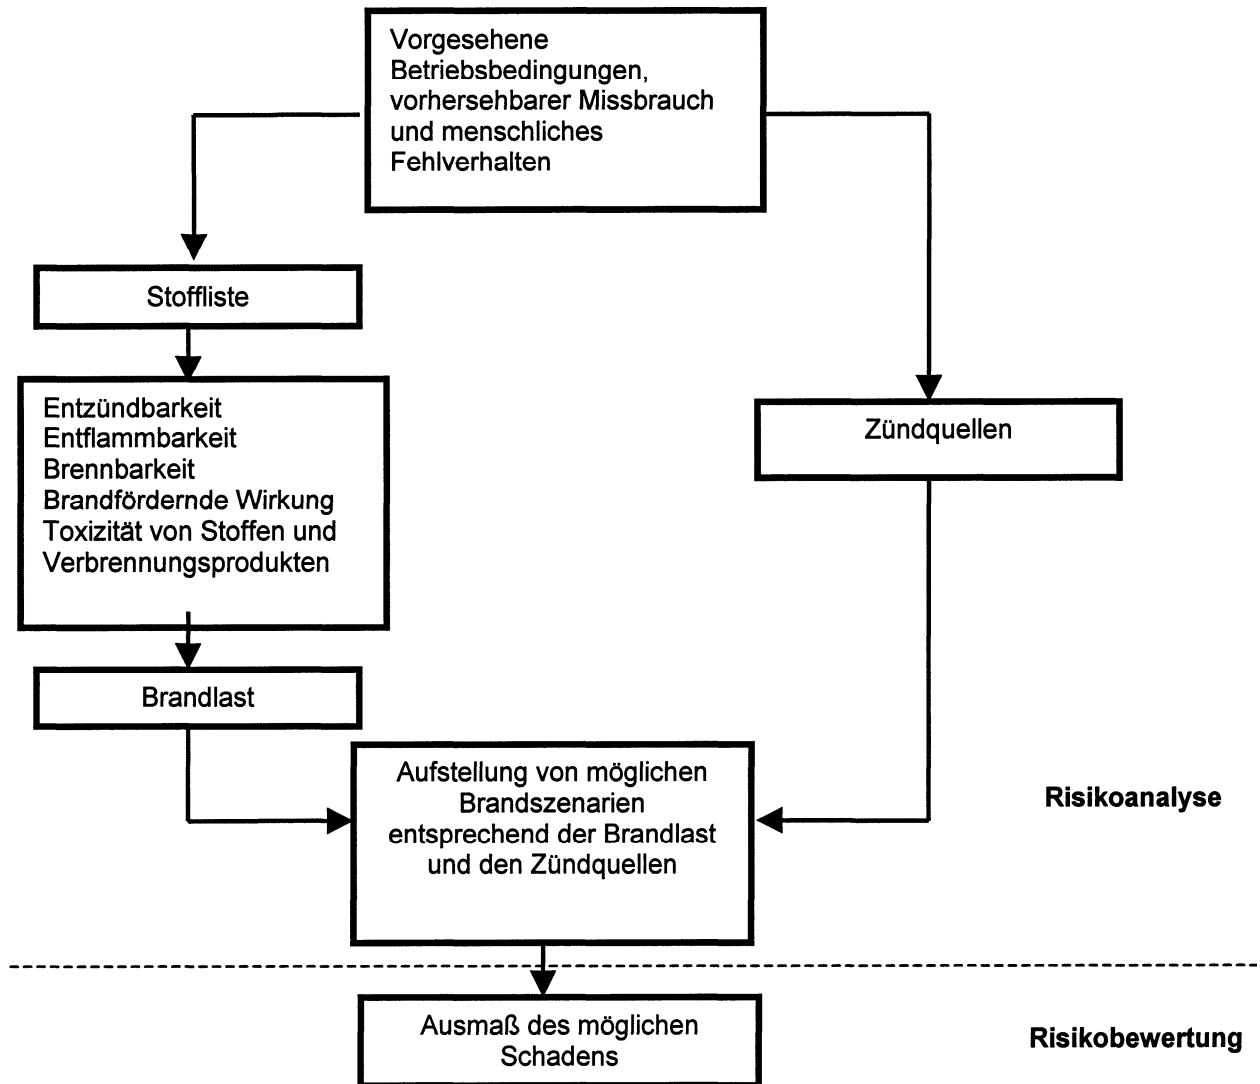 Vorgesehene
Betriebsbedingungen,
vorhersehbarer Missbrauch
und menschliches
Fehlverhalten
Stoffliste
Entzündbarkeit
Entflammbarkeit
Brennbarkeit
Brandfördernde Wirkung
Toxizität von Stoffen und
Verbrennungsprodukten
Zündquellen
Brandlast
Aufstellung von möglichen
Brandszenarien
entsprechend der Brandlast
und den Zündquellen
Risikoanalyse
Ausmaß des möglichen
Schadens
Risikobewertung